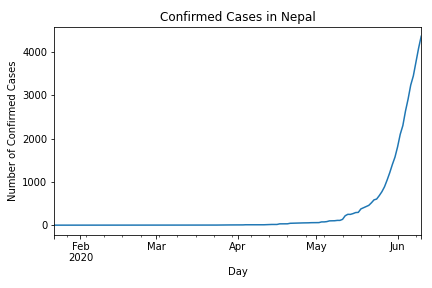 Confirmed Cases in Nepal
Number of Confirmed Cases
4000
3000
2000
1000
0
Feb Mar Apr May Jun
2020
Day